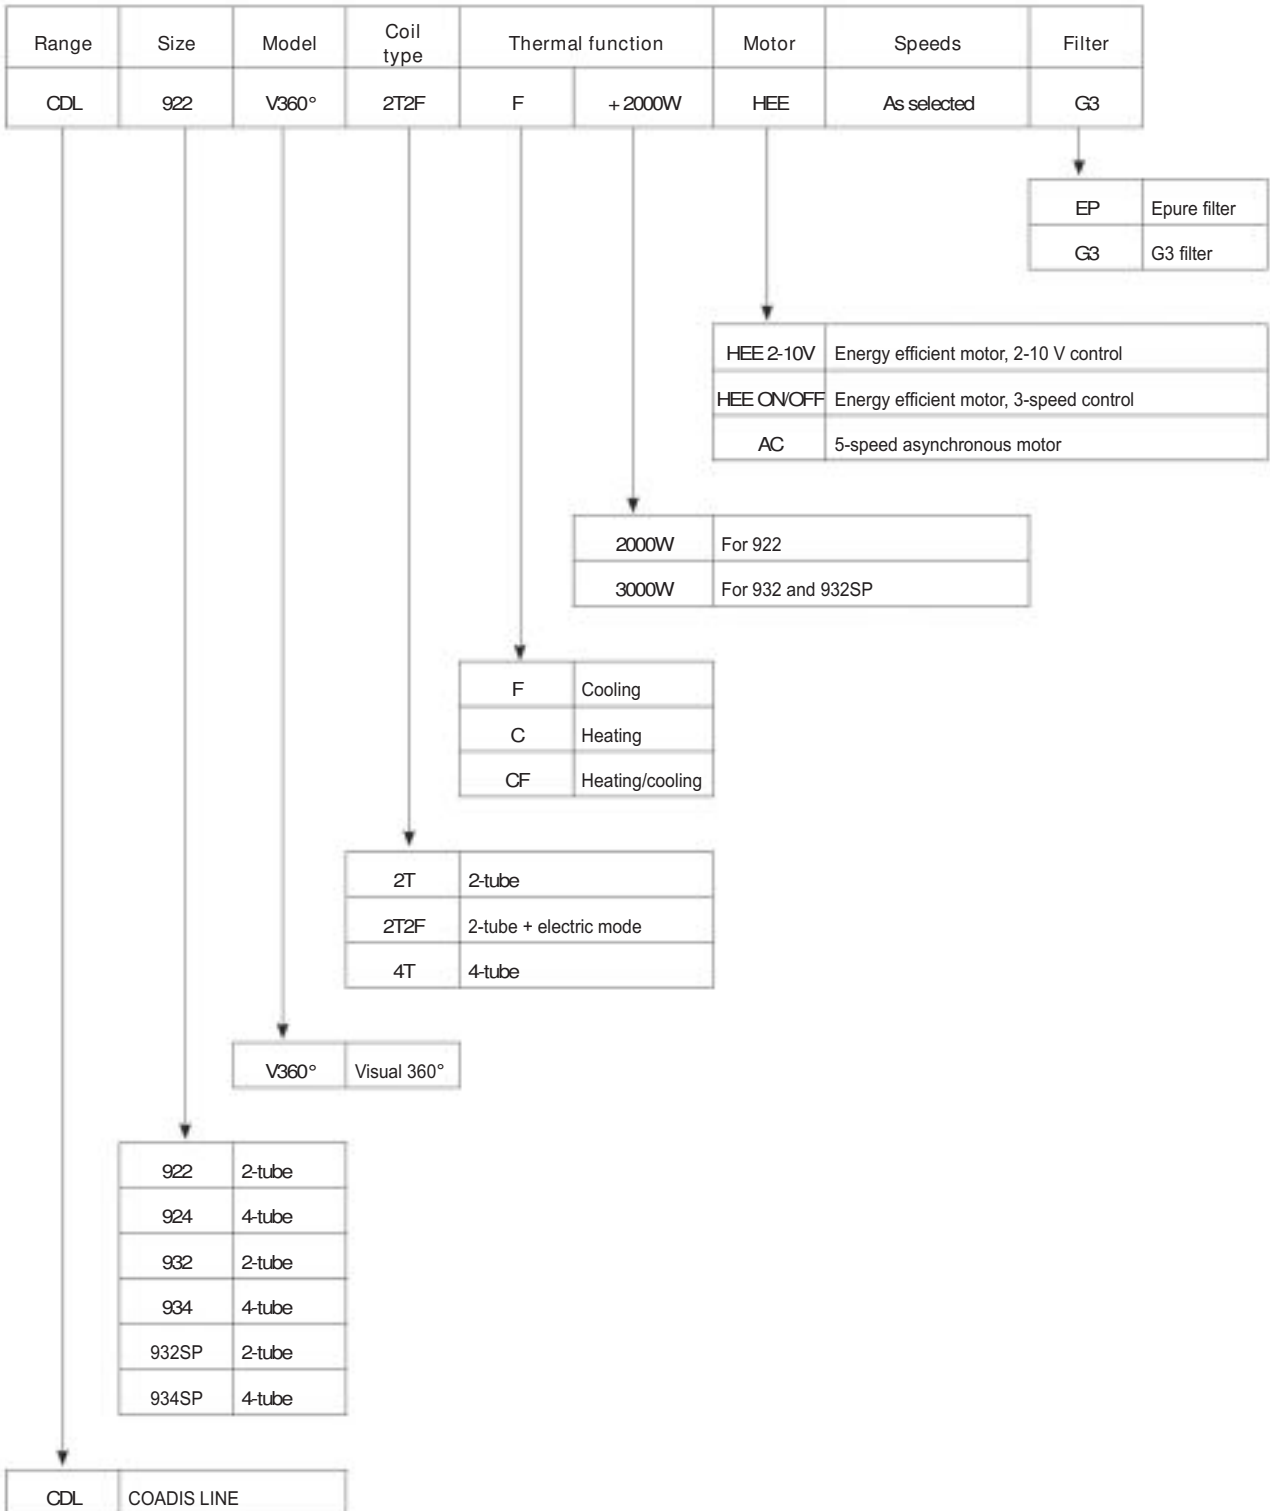 Range Size Model Coil type Thermal function Motor Speeds Filter
CDL 922 V360° 2T2F F + 2000W HEE As selected G3
EP Epure filter
G3 G3 filter
HEE 2-10V Energy efficient motor, 2-10 V control
HEE ON/OFF Energy efficient motor, 3-speed control
AC 5-speed asynchronous motor
2000W For 922
3000W For 932 and 932SP
F Cooling
C Heating
CF Heating/cooling
2T 2-tube
2T2F 2-tube + electric mode
4T 4-tube
V360° Visual 360°
922 2-tube
924 4-tube
932 2-tube
934 4-tube
932SP 2-tube
934SP 4-tube
CDL COADIS LINE